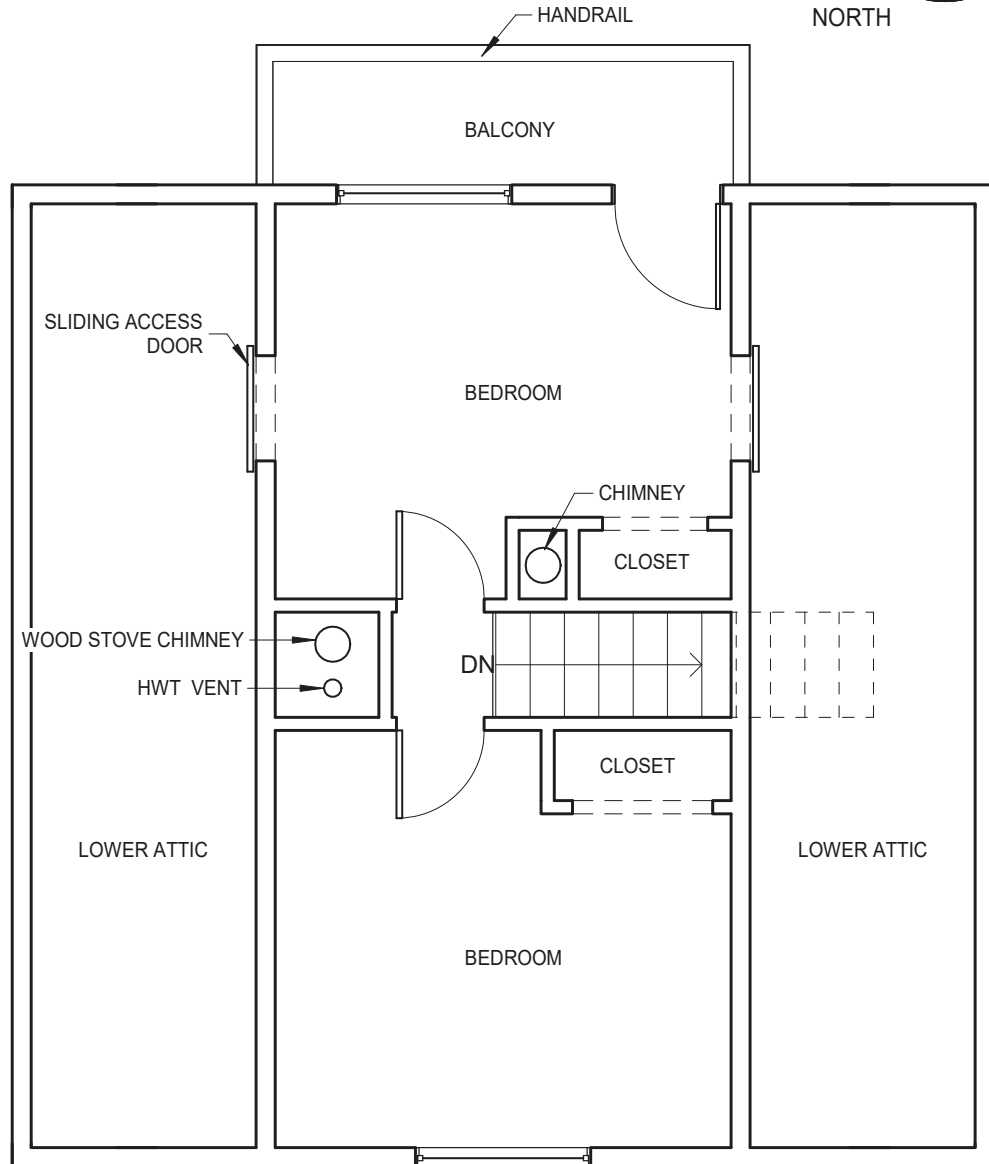 HANDRAIL
NORTH
BALCONY
SLIDING ACCESS
DOOR
BEDROOM
CHIMNEY
CLOSET
WOOD STOVE CHIMNEY
DN
HWT VENT
CLOSET
LOWER ATTIC
LOWER ATTIC
BEDROOM